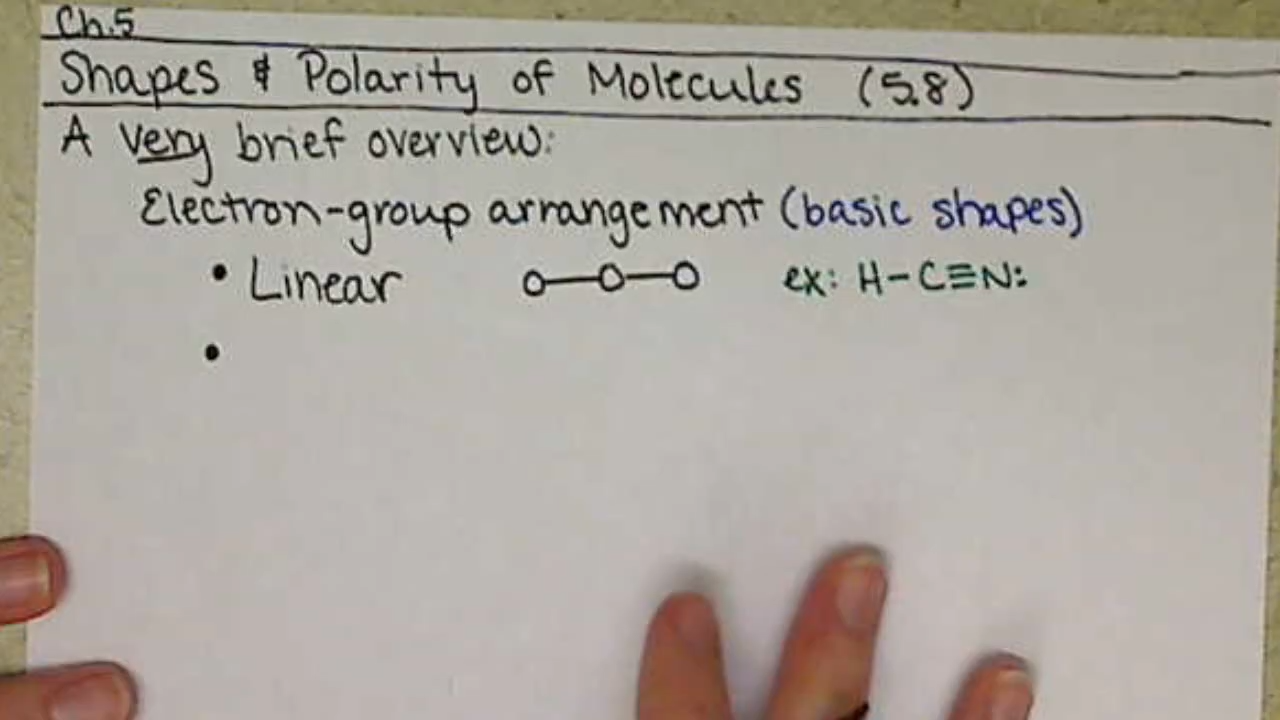 Ch.5
Shapes & Polarity of Molecules (5.8)
A very brief overview:
Electron-group arrangement (basic shapes)
• Linear ex: H-C≡N:
•